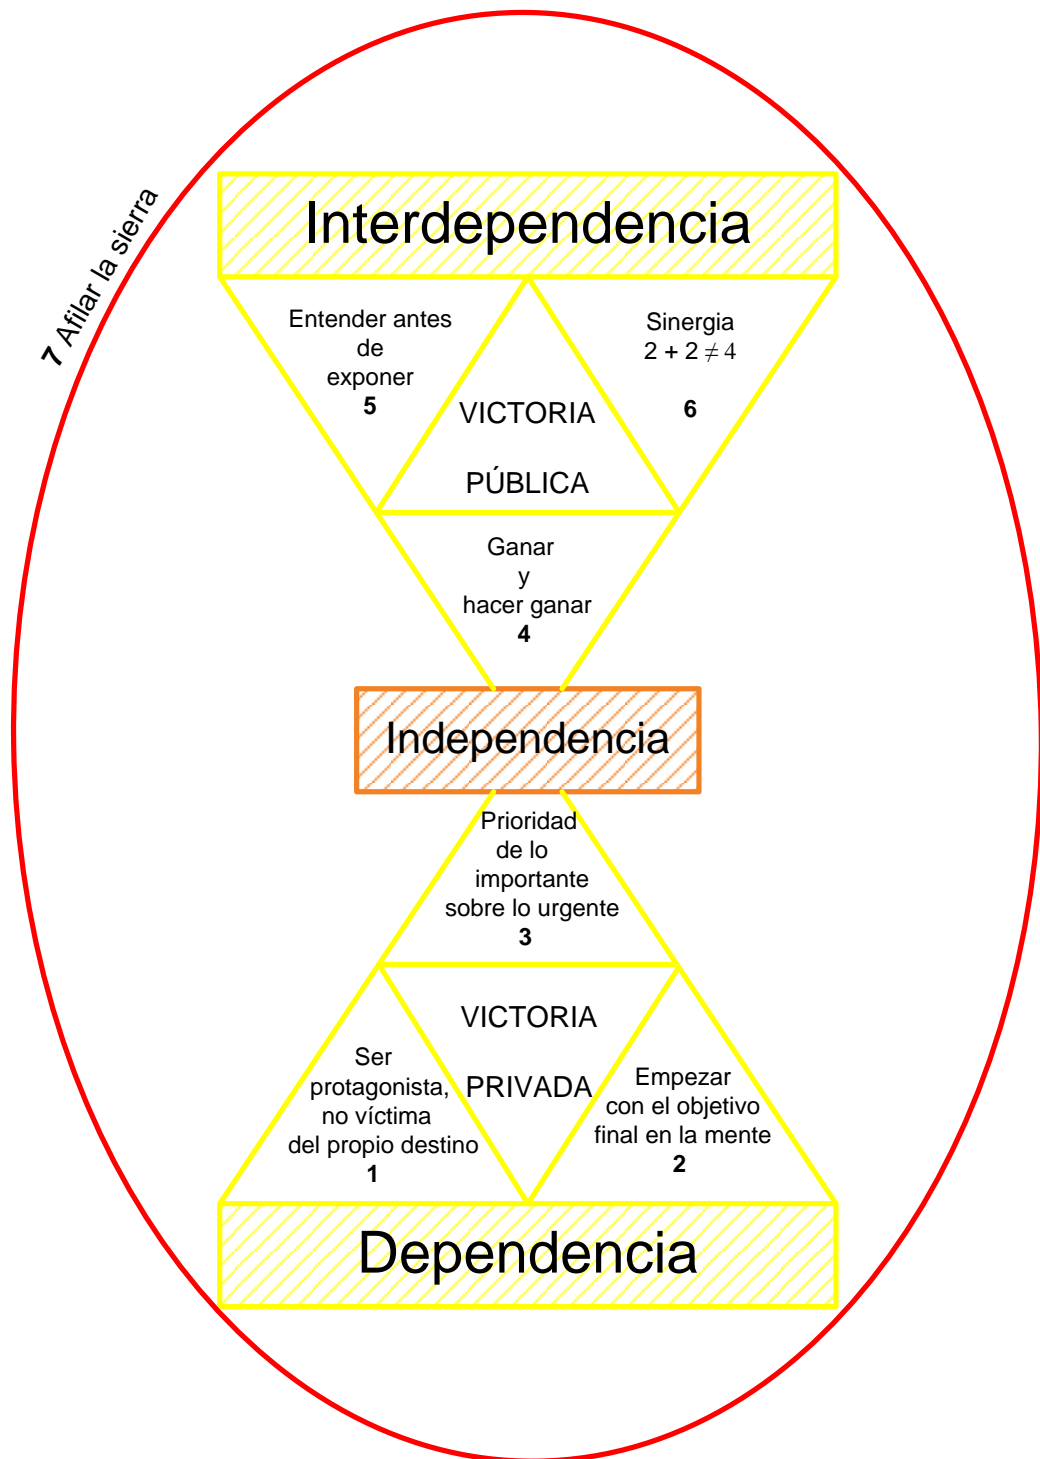 7 Afilar la sierra
Interdependencia
Entender antes
de
exponer
5
Sinergia
2 + 2 ≠ 4
6
VICTORIA
PÚBLICA
Ganar
y
hacer ganar
4
Independencia
Prioridad
de lo
importante
sobre lo urgente
3
VICTORIA
PRIVADA
Ser
protagonista,
no víctima
del propio destino
1
Empezar
con el objetivo
final en la mente
2
Dependencia